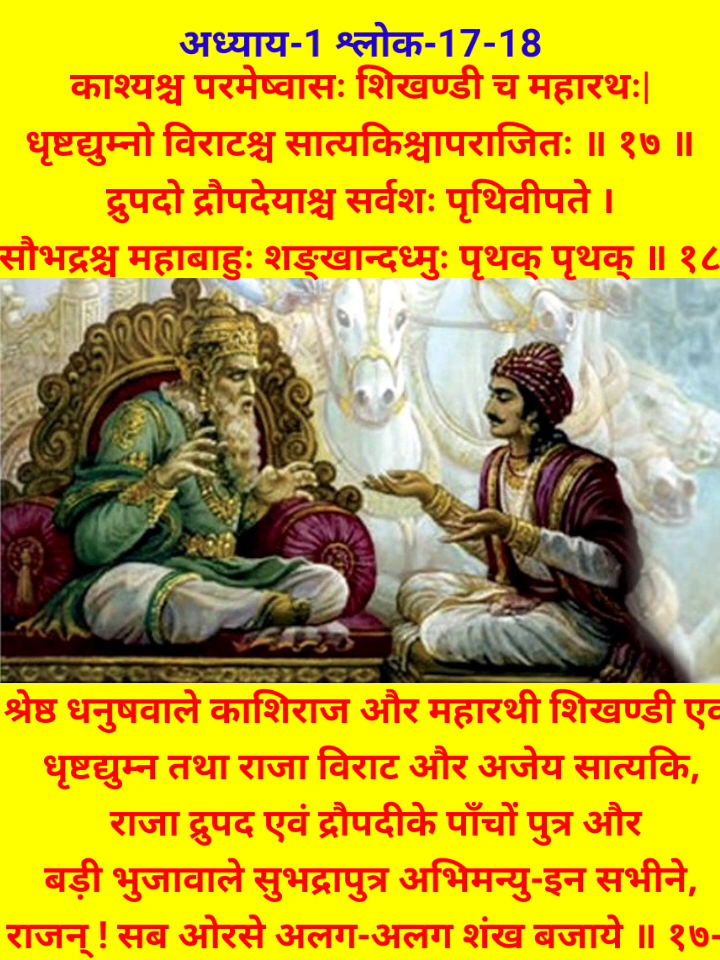 अध्याय-1 श्लोक-17-18
काश्यश्च परमेष्वासः शिखण्डी च महारथः|
धृष्टद्युम्नो विराटश्च सात्यकिश्चापराजितः ॥ १७ ॥
द्रुपदो द्रौपदेयाश्च सर्वशः पृथिवीपते ।
सौभद्रश्च महाबाहुः शङ्खान्दध्मुः पृथक् पृथक् ॥ १८
श्रेष्ठ धनुषवाले काशिराज और महारथी शिखण्डी
धृष्टद्युम्न तथा राजा विराट और अजेय सात्यकि,
राजा द्रुपद एवं द्रौपदीके पाँचों पुत्र और
बड़ी भुजावाले सुभद्रापुत्र अभिमन्यु-इन सभीने,
राजन् ! सब ओरसे अलग-अलग शंख बजाये ॥ १७-